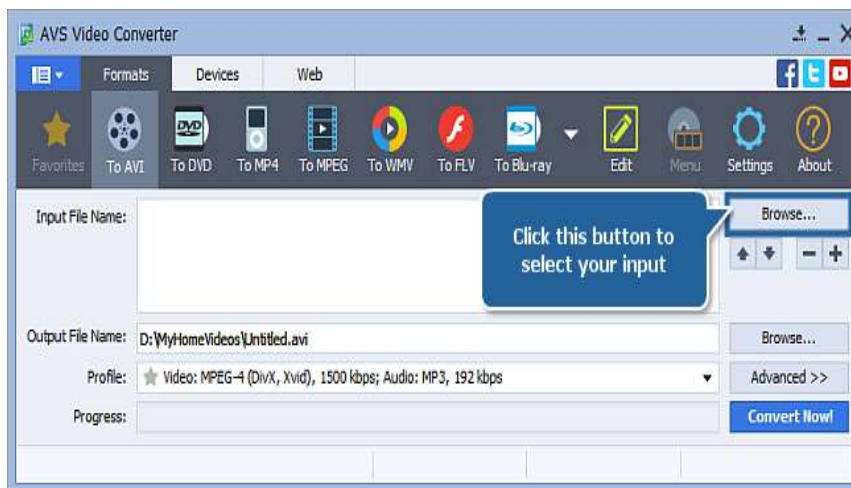 AVS Video Converter
Formats Devices Web
Favorites To AVI To DVD To MP4 To MPEG To WMV To FLV To Blu-ray Edit Menu Settings About
Input File Name: Browse...
Click this button to
select your input
Output File Name: D:\MyHomeVideos\Untitled.avi Browse...
Profile: Video: MPEG-4 (DivX, Xvid), 1500 kbps; Audio: MP3, 192 kbps Advanced >>
Progress: Convert Now!